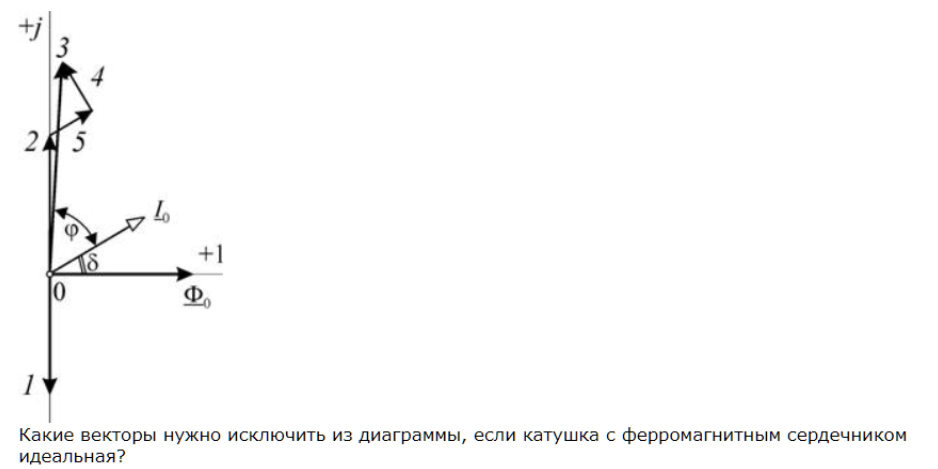 +j
3
4
2
5
I₀
φ
δ
+1
0
Φ₀
1
Какие векторы нужно исключить из диаграммы, если катушка с ферромагнитным сердечником
идеальная?